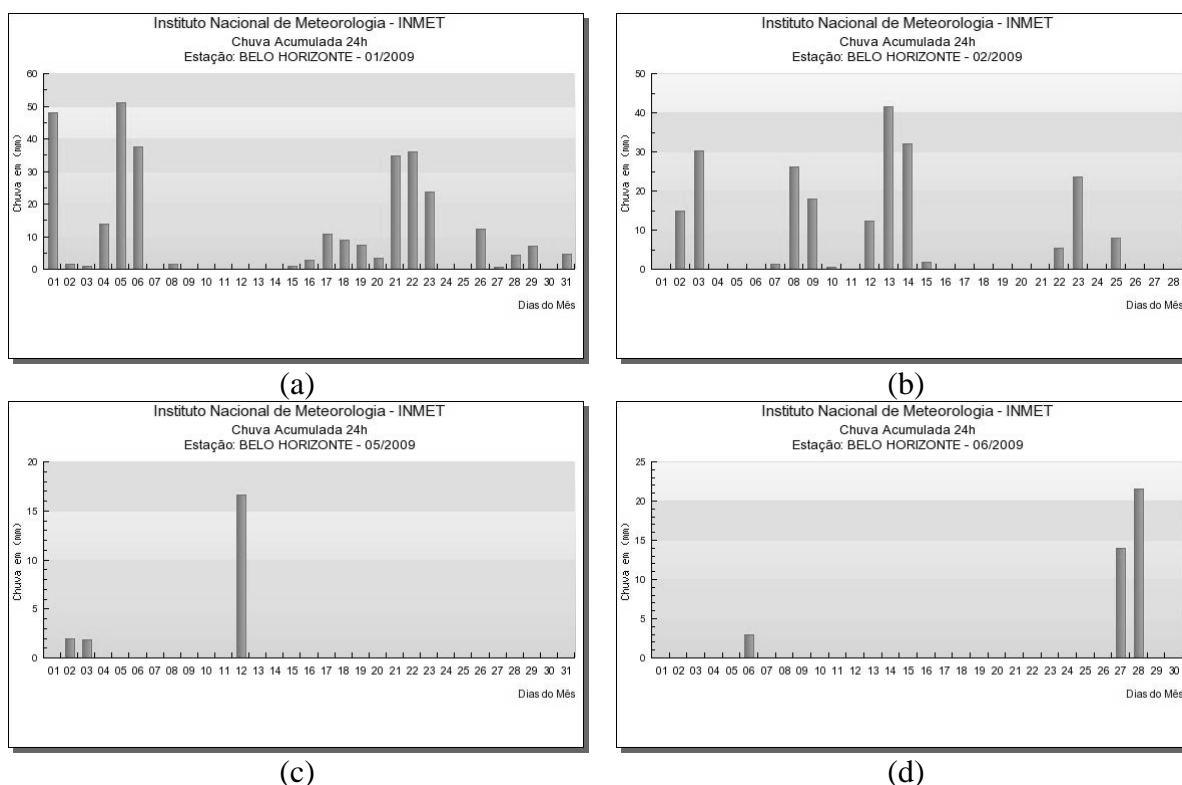 Instituto Nacional de Meteorologia - INMET
Chuva Acumulada 24h
Estação: BELO HORIZONTE - 01/2009
60
50
40
30
20
10
0
Chuva em (mm)
01 02 03 04 05 06 07 08 09 10 11 12 13 14 15 16 17 18 19 20 21 22 23 24 25 26 27 28 29 30 31
Dias do Mês
(a)
Instituto Nacional de Meteorologia - INMET
Chuva Acumulada 24h
Estação: BELO HORIZONTE - 02/2009
50
40
30
20
10
0
Chuva em (mm)
01 02 03 04 05 06 07 08 09 10 11 12 13 14 15 16 17 18 19 20 21 22 23 24 25 26 27 28
Dias do Mês
(b)
Instituto Nacional de Meteorologia - INMET
Chuva Acumulada 24h
Estação: BELO HORIZONTE - 05/2009
20
15
10
5
0
Chuva em (mm)
01 02 03 04 05 06 07 08 09 10 11 12 13 14 15 16 17 18 19 20 21 22 23 24 25 26 27 28 29 30 31
Dias do Mês
(c)
Instituto Nacional de Meteorologia - INMET
Chuva Acumulada 24h
Estação: BELO HORIZONTE - 06/2009
25
20
15
10
5
0
Chuva em (mm)
01 02 03 04 05 06 07 08 09 10 11 12 13 14 15 16 17 18 19 20 21 22 23 24 25 26 27 28 29 30
Dias do Mês
(d)